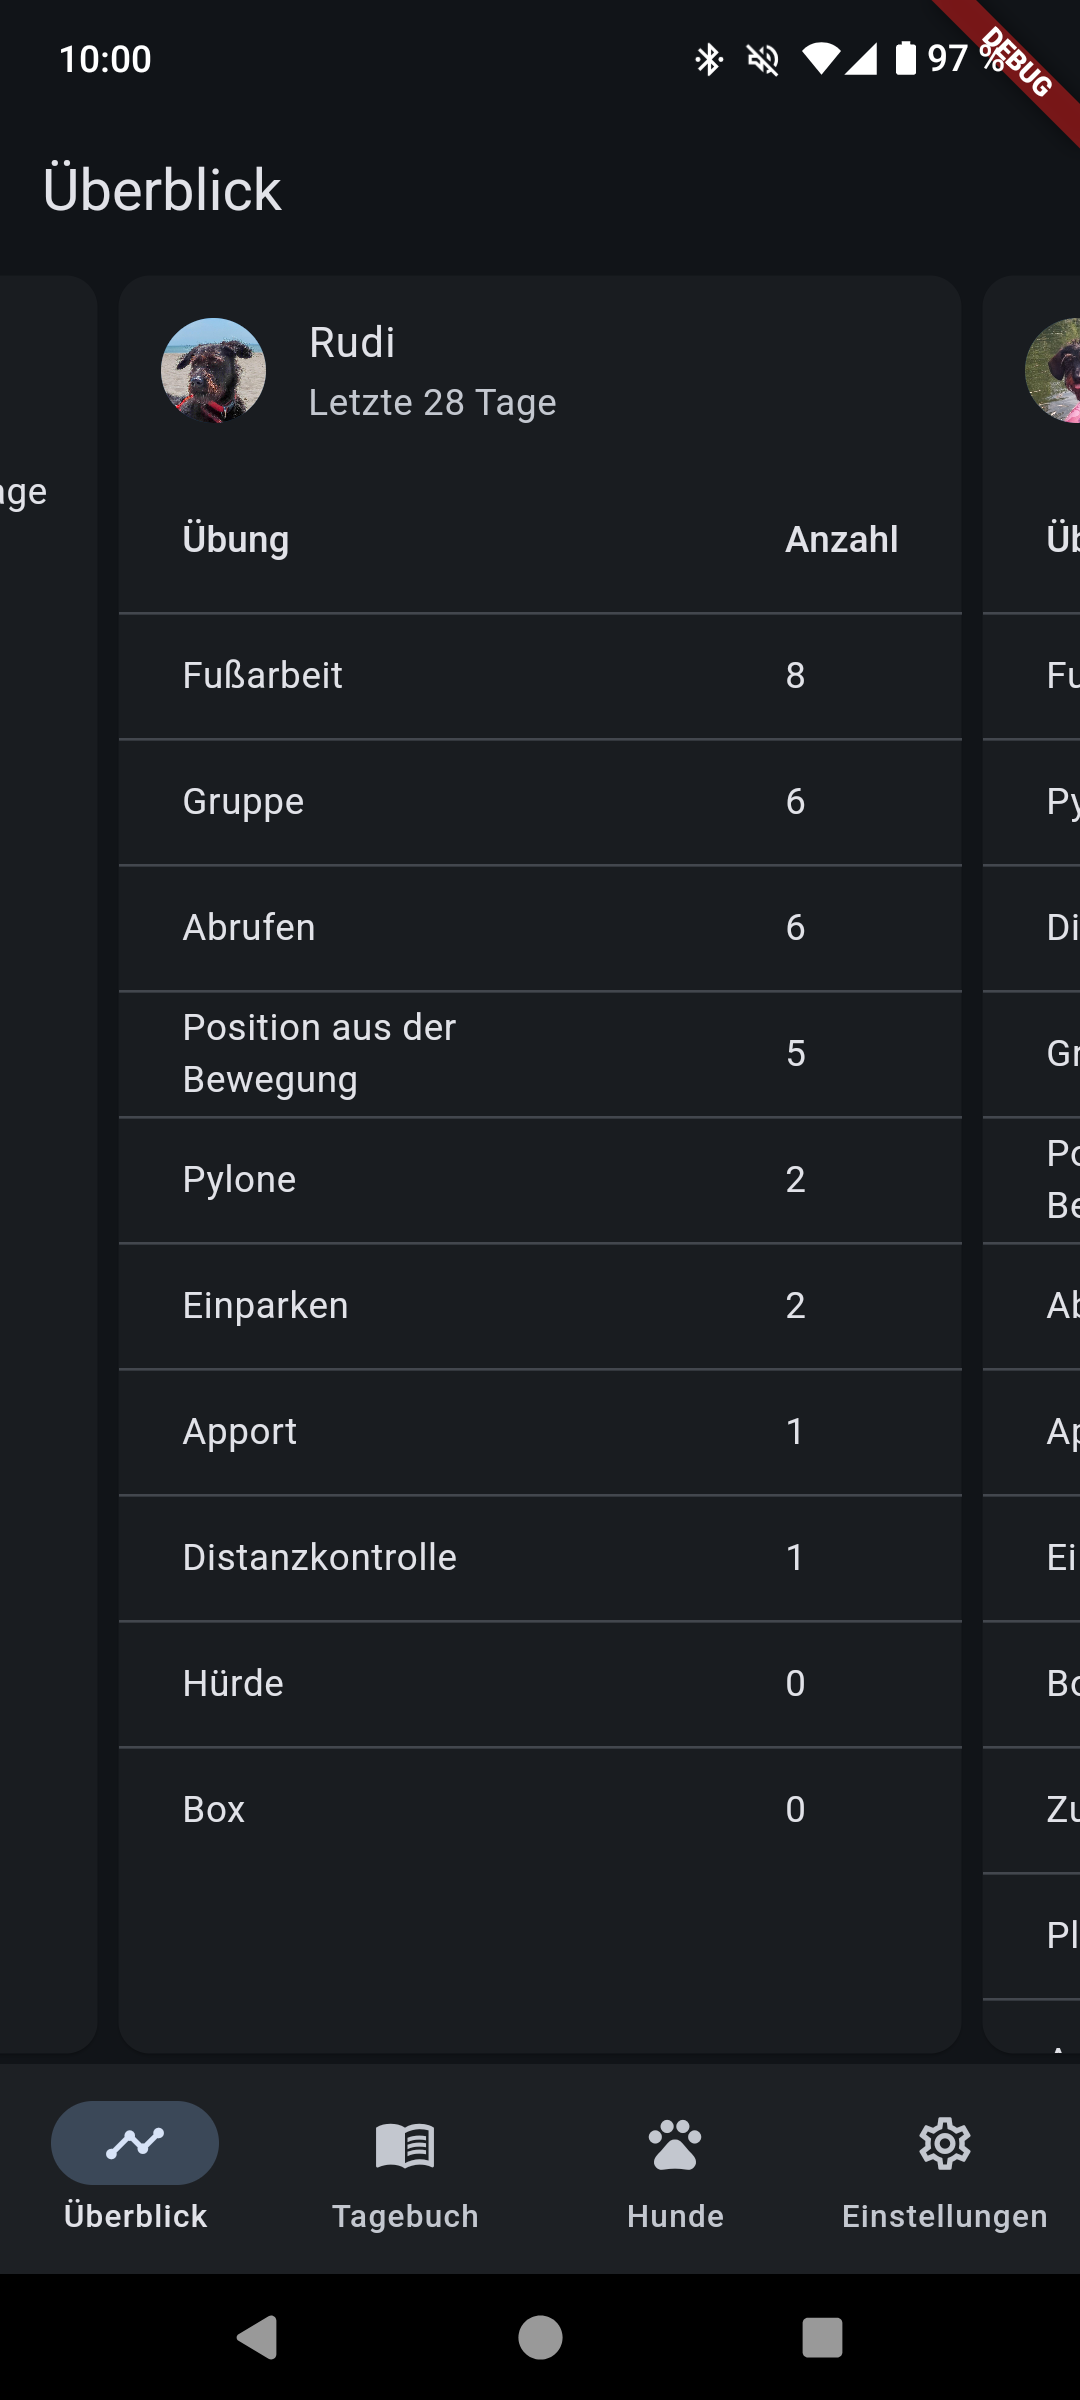 10:00
97 %
DEBUG
Überblick
age
Rudi
Letzte 28 Tage
Übung Anzahl
Fußarbeit 8
Gruppe 6
Abrufen 6
Position aus der
Bewegung
5
Pylone 2
Einparken 2
Apport 1
Distanzkontrolle 1
Hürde 0
Box 0
Üb
Fu
Py
Di
Gr
Po
Be
Ab
Ap
Ei
Bo
Zu
Pl
Überblick Tagebuch Hunde Einstellungen